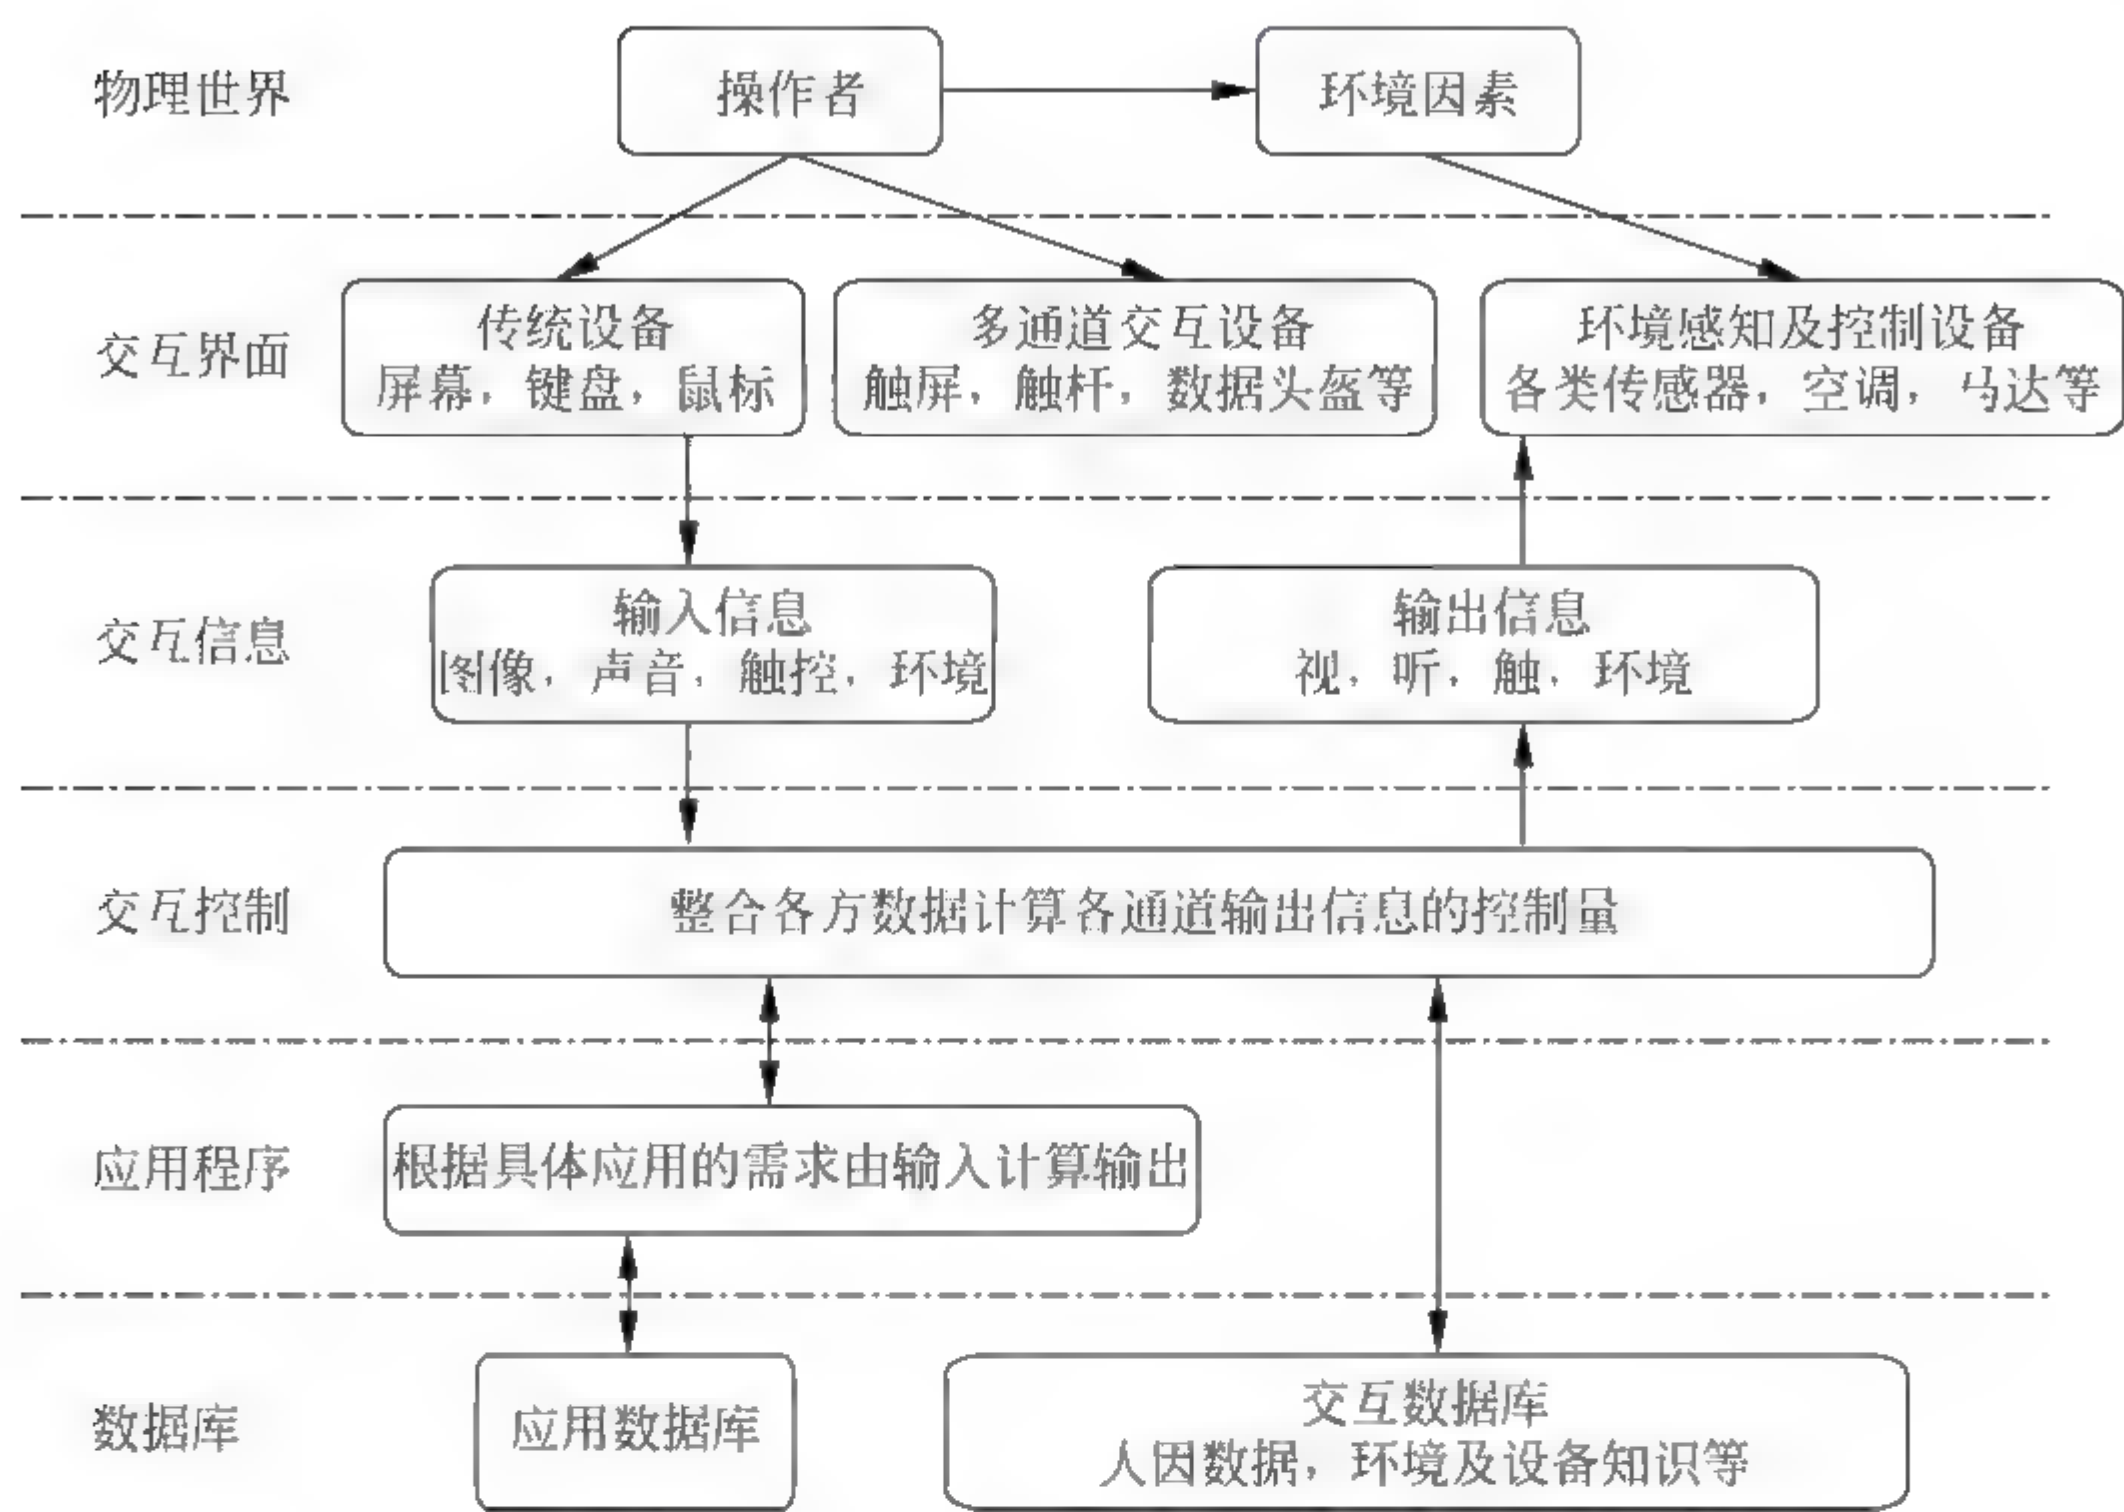 物理世界
操作者
环境因素
交互界面
传统设备
屏幕，键盘，鼠标
多通道交互设备
触屏，触杆，数据头盔等
环境感知及控制设备
各类传感器，空调，马达等
交互信息
输入信息
图像，声音，触控，环境
输出信息
视，听，触，环境
交互控制
整合各方数据计算各通道输出信息的控制量
应用程序
根据具体应用的需求由输入计算输出
数据库
应用数据库
交互数据库
人因数据，环境及设备知识等